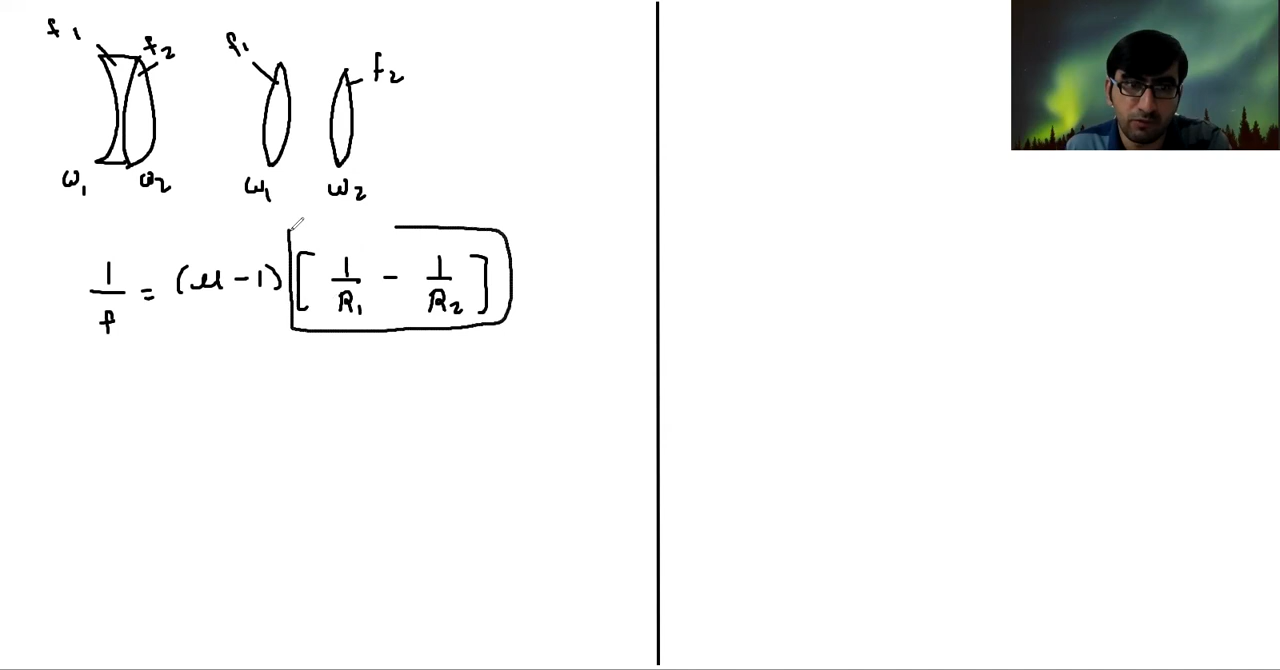 f₁ f₂ f₁ f₂
ω₁ ω₂ ω₁ ω₂
1/f = (μ - 1) [ 1/R₁ - 1/R₂ ]